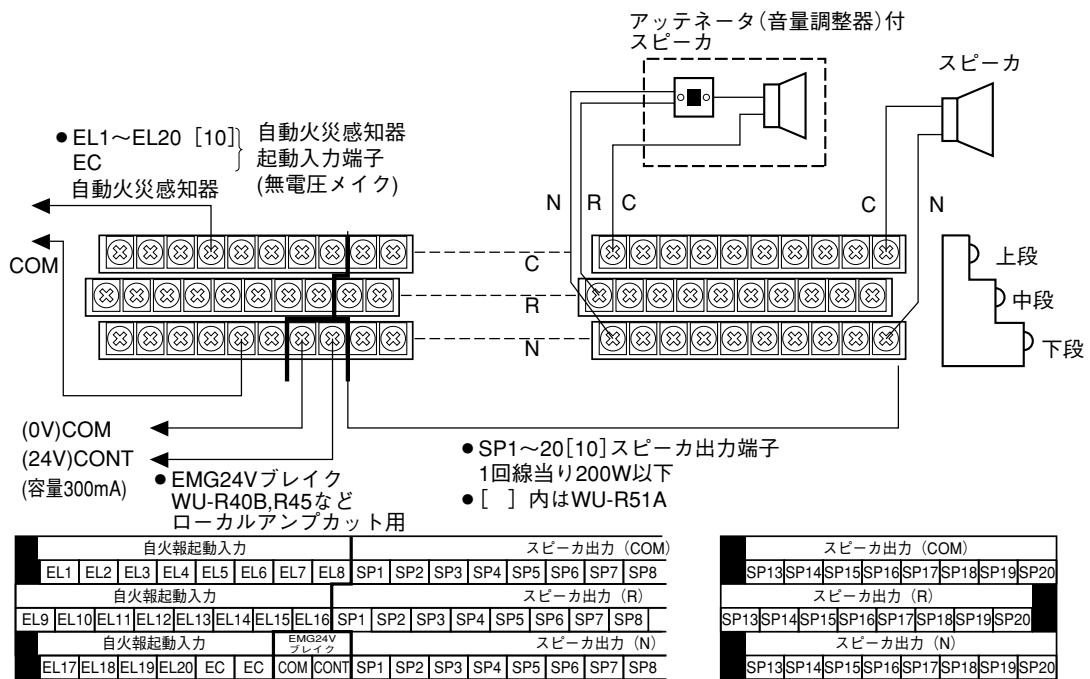 アッテネータ(音量調整器)付
スピーカ
スピーカ
●EL1〜EL20 [10]
EC
自動火災感知器
起動入力端子
(無電圧メイク)
自動火災感知器
N R C
C N
COM
C
R
N
上段
中段
下段
(0V)COM
(24V)CONT
(容量300mA)
●EMG24Vブレイク
WU-R40B,R45など
ローカルアンプカット用
●SP1〜20[10]スピーカ出力端子
1回線当り200W以下
●[ ]内はWU-R51A
自火報起動入力 スピーカ出力(COM) スピーカ出力(COM)
EL1 EL2 EL3 EL4 EL5 EL6 EL7 EL8 SP1 SP2 SP3 SP4 SP5 SP6 SP7 SP8 SP13 SP14 SP15 SP16 SP17 SP18 SP19 SP20
自火報起動入力 スピーカ出力(R) スピーカ出力(R)
EL9 EL10 EL11 EL12 EL13 EL14 EL15 EL16 SP1 SP2 SP3 SP4 SP5 SP6 SP7 SP8 SP13 SP14 SP15 SP16 SP17 SP18 SP19 SP20
自火報起動入力 EMG24Vブレイク スピーカ出力(N) スピーカ出力(N)
EL17 EL18 EL19 EL20 EC EC COM CONT SP1 SP2 SP3 SP4 SP5 SP6 SP7 SP8 SP13 SP14 SP15 SP16 SP17 SP18 SP19 SP20